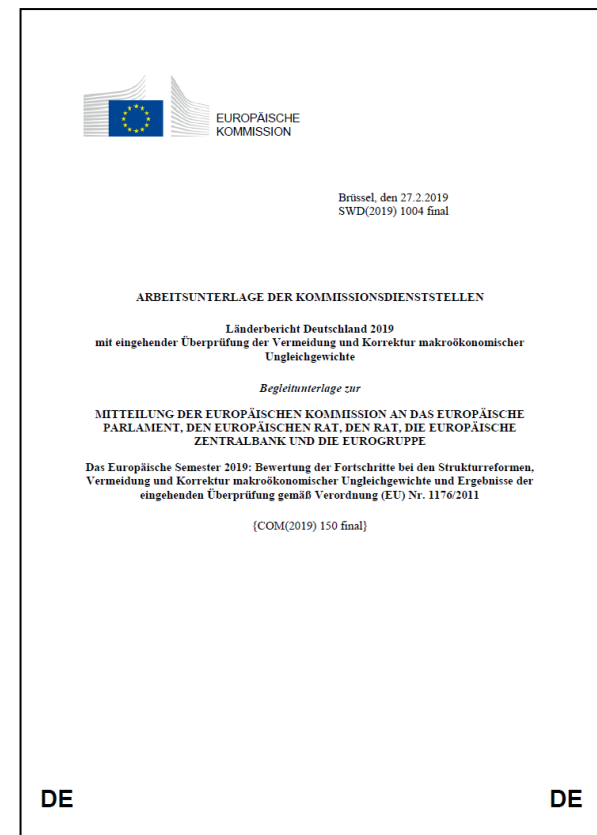 EUROPÄISCHE
KOMMISSION
Brüssel, den 27.2.2019
SWD(2019) 1004 final
ARBEITSUNTERLAGE DER KOMMISSIONSDIENSTSTELLEN
Länderbericht Deutschland 2019
mit eingehender Überprüfung der Vermeidung und Korrektur makroökonomischer
Ungleichgewichte
Begleitunterlage zur
MITTEILUNG DER EUROPÄISCHEN KOMMISSION AN DAS EUROPÄISCHE
PARLAMENT, DEN EUROPÄISCHEN RAT, DEN RAT, DIE EUROPÄISCHE
ZENTRALBANK UND DIE EUROGRUPPE
Das Europäische Semester 2019: Bewertung der Fortschritte bei den Strukturreformen,
Vermeidung und Korrektur makroökonomischer Ungleichgewichte und Ergebnisse der
eingehenden Überprüfung gemäß Verordnung (EU) Nr. 1176/2011
{COM(2019) 150 final}
DE DE